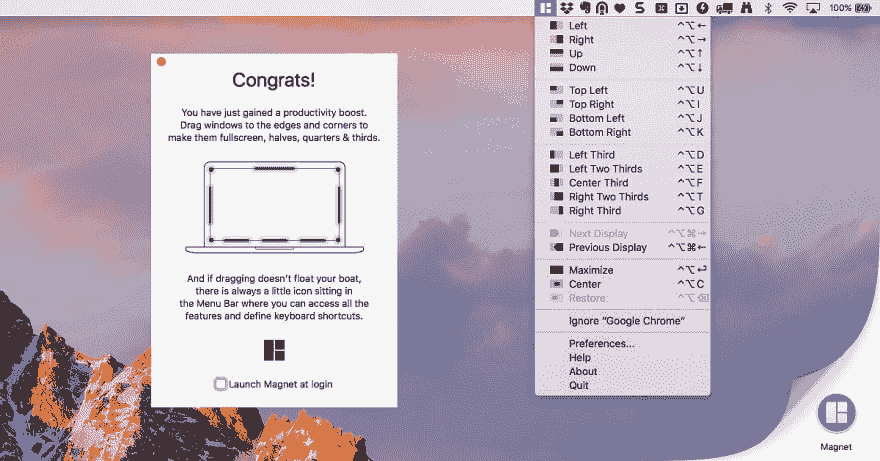 100%
Congrats!
You have just gained a productivity boost.
Drag windows to the edges and corners to
make them fullscreen, halves, quarters & thirds.
And if dragging doesn't float your boat,
there is always a little icon sitting in
the Menu Bar where you can access all the
features and define keyboard shortcuts.
Launch Magnet at login
Left ^⌥←
Right ^⌥→
Up ^⌥↑
Down ^⌥↓
Top Left ^⌥U
Top Right ^⌥I
Bottom Left ^⌥J
Bottom Right ^⌥K
Left Third ^⌥D
Left Two Thirds ^⌥E
Center Third ^⌥F
Right Two Thirds ^⌥T
Right Third ^⌥G
Next Display ^⌥⌘→
Previous Display ^⌥⌘←
Maximize ^⌥↩
Center ^⌥C
Restore: ^⌥⌫
Ignore "Google Chrome"
Preferences...
Help
About
Quit
Magnet